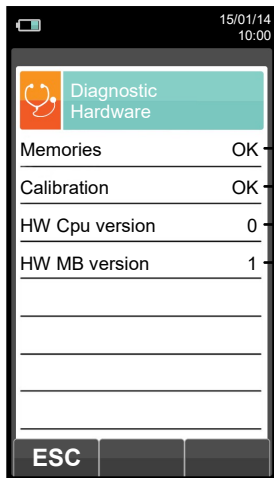 15/01/14
10:00
Diagnostic
Hardware
Memories OK
Calibration OK
HW Cpu version 0
HW MB version 1
ESC